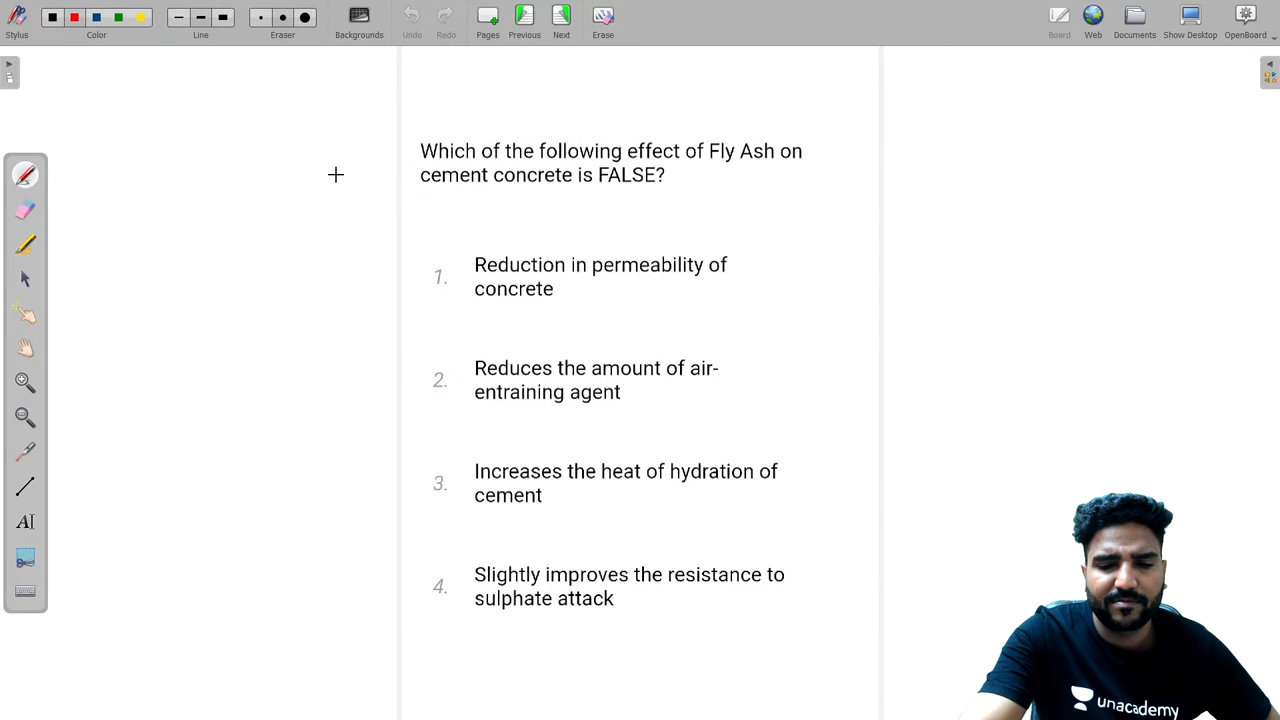 Stylus
Color
Line
Eraser
Backgrounds
Undo
Redo
Pages
Previous
Next
Erase
Board
Web
Documents
Show Desktop
OpenBoard
Which of the following effect of Fly Ash on
cement concrete is FALSE?
1. Reduction in permeability of
concrete
2. Reduces the amount of air-
entraining agent
3. Increases the heat of hydration of
cement
4. Slightly improves the resistance to
sulphate attack
unacademy